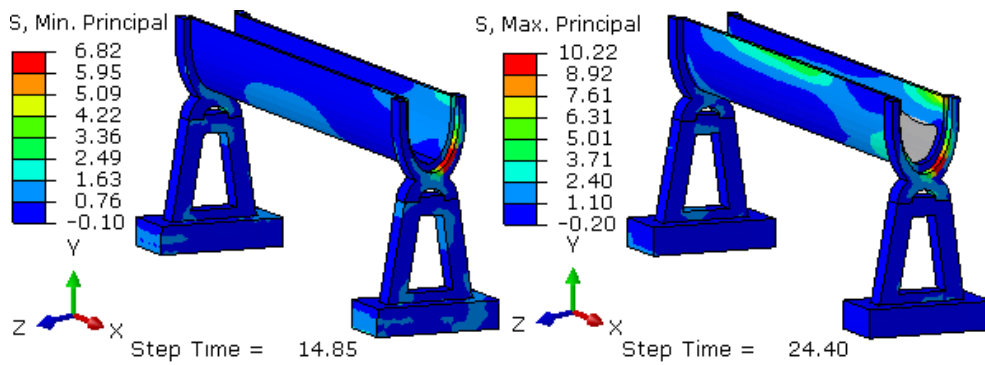 S, Min. Principal
6.82
5.95
5.09
4.22
3.36
2.49
1.63
0.76
−0.10
Y
Z
X
Step Time = 14.85
S, Max. Principal
10.22
8.92
7.61
6.31
5.01
3.71
2.40
1.10
−0.20
Y
Z
X
Step Time = 24.40